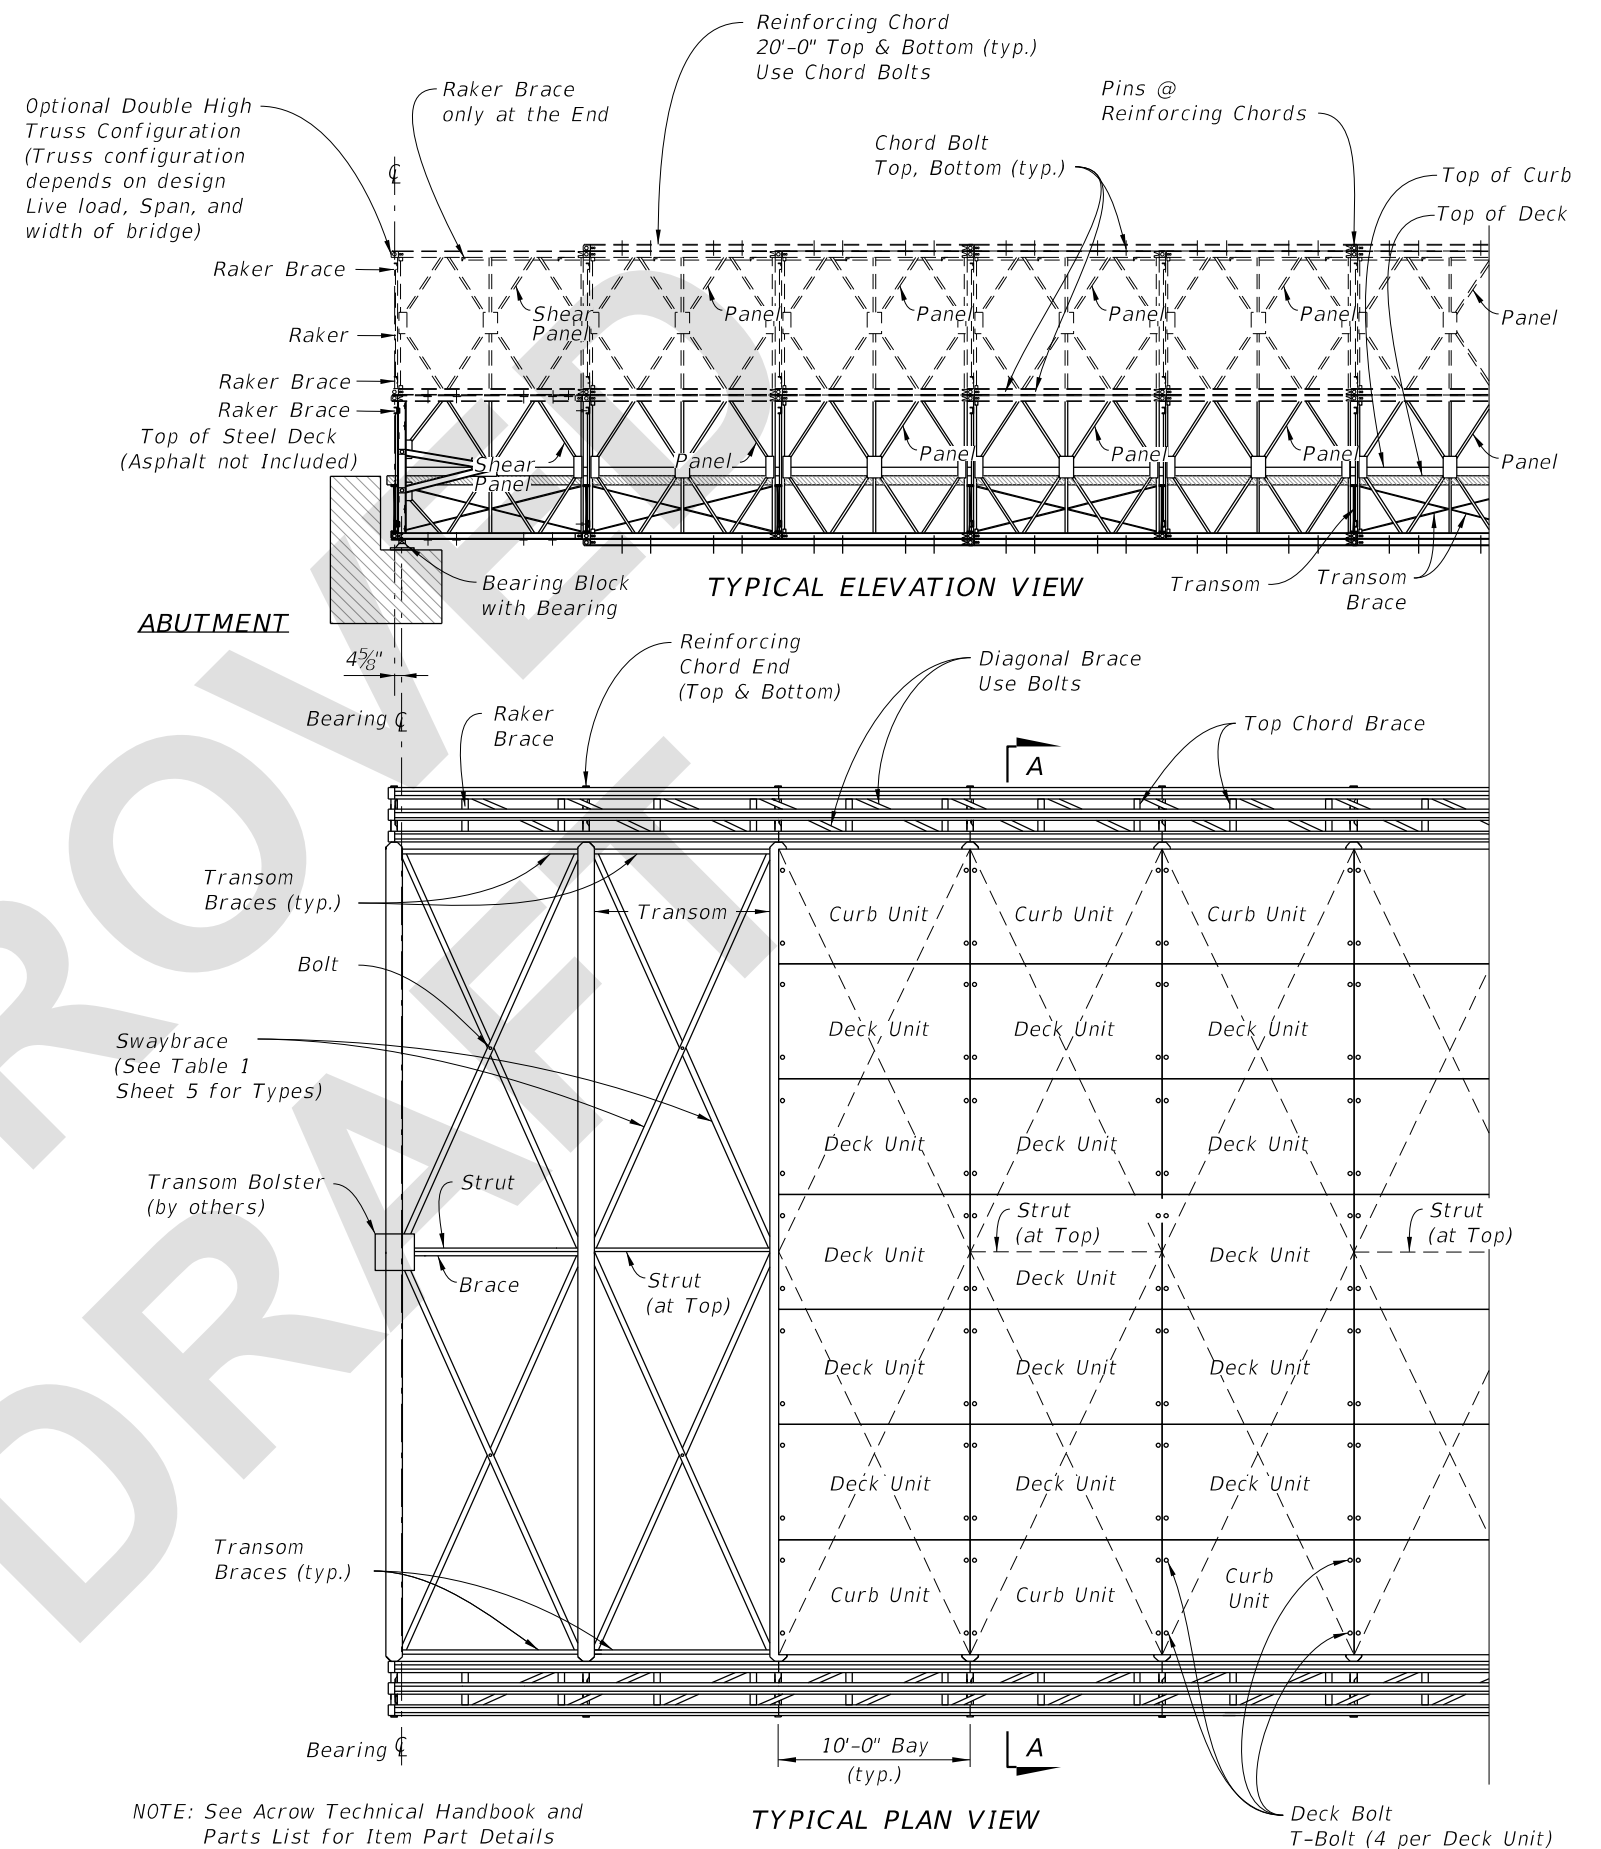 Reinforcing Chord
20'-0" Top & Bottom (typ.)
Use Chord Bolts
Raker Brace
only at the End
Pins @
Reinforcing Chords
Optional Double High
Truss Configuration
(Truss configuration
depends on design
Live load, Span, and
width of bridge)
Chord Bolt
Top, Bottom (typ.)
℄
Top of Curb
Top of Deck
Raker Brace
Raker
Raker Brace
Raker Brace
Shear
Panel
Panel
Panel
Panel
Panel
Panel
Top of Steel Deck
(Asphalt not Included)
Shear
Panel
Panel
Panel
Panel
Panel
Panel
Bearing Block
with Bearing
TYPICAL ELEVATION VIEW
Transom
Transom
Brace
ABUTMENT
4⅝"
Bearing ℄
Reinforcing
Chord End
(Top & Bottom)
Diagonal Brace
Use Bolts
Raker
Brace
Top Chord Brace
A
Transom
Braces (typ.)
Transom
Curb Unit
Curb Unit
Curb Unit
Bolt
Swaybrace
(See Table 1
Sheet 5 for Types)
Deck Unit
Deck Unit
Deck Unit
Deck Unit
Deck Unit
Deck Unit
Transom Bolster
(by others)
Strut
Brace
Strut
(at Top)
Deck Unit
Strut
(at Top)
Deck Unit
Deck Unit
Strut
(at Top)
Deck Unit
Deck Unit
Deck Unit
Deck Unit
Deck Unit
Deck Unit
Transom
Braces (typ.)
Curb Unit
Curb Unit
Curb
Unit
Bearing ℄
10'-0" Bay
(typ.)
A
NOTE: See Acrow Technical Handbook and
Parts List for Item Part Details
TYPICAL PLAN VIEW
Deck Bolt
T-Bolt (4 per Deck Unit)
ROVED
DRAFT